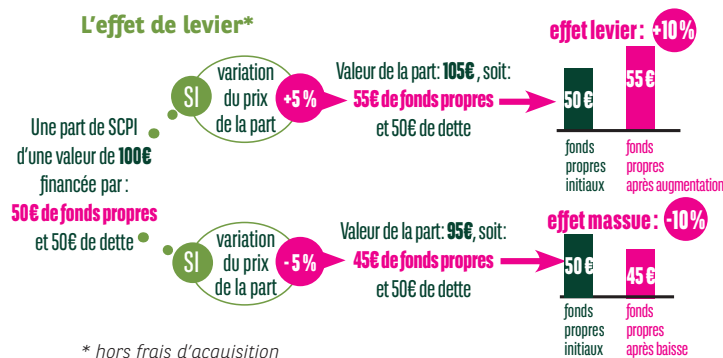 L'effet de levier*
Une part de SCPI
d'une valeur de 100€
financée par :
50€ de fonds propres
et 50€ de dette
SI
variation
du prix
de la part
+5 %
Valeur de la part: 105€, soit:
55€ de fonds propres
et 50€ de dette
effet levier: +10%
50 €
55 €
fonds
propres
initiaux
fonds
propres
après augmentation
SI
variation
du prix
de la part
-5 %
Valeur de la part: 95€, soit:
45€ de fonds propres
et 50€ de dette
effet massue: -10%
50 €
45 €
fonds
propres
initiaux
fonds
propres
après baisse
* hors frais d'acquisition